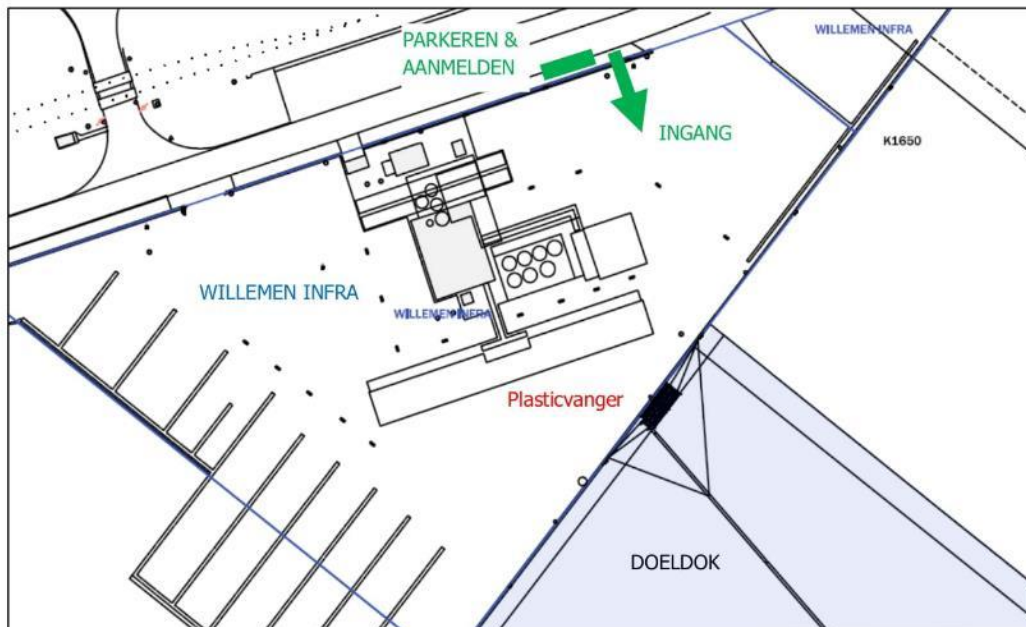 PARKEREN &
AANMELDEN
WILLEMEN INFRA
INGANG
K1650
WILLEMEN INFRA
WILLEMEN INFRA
Plasticvanger
DOELDOK